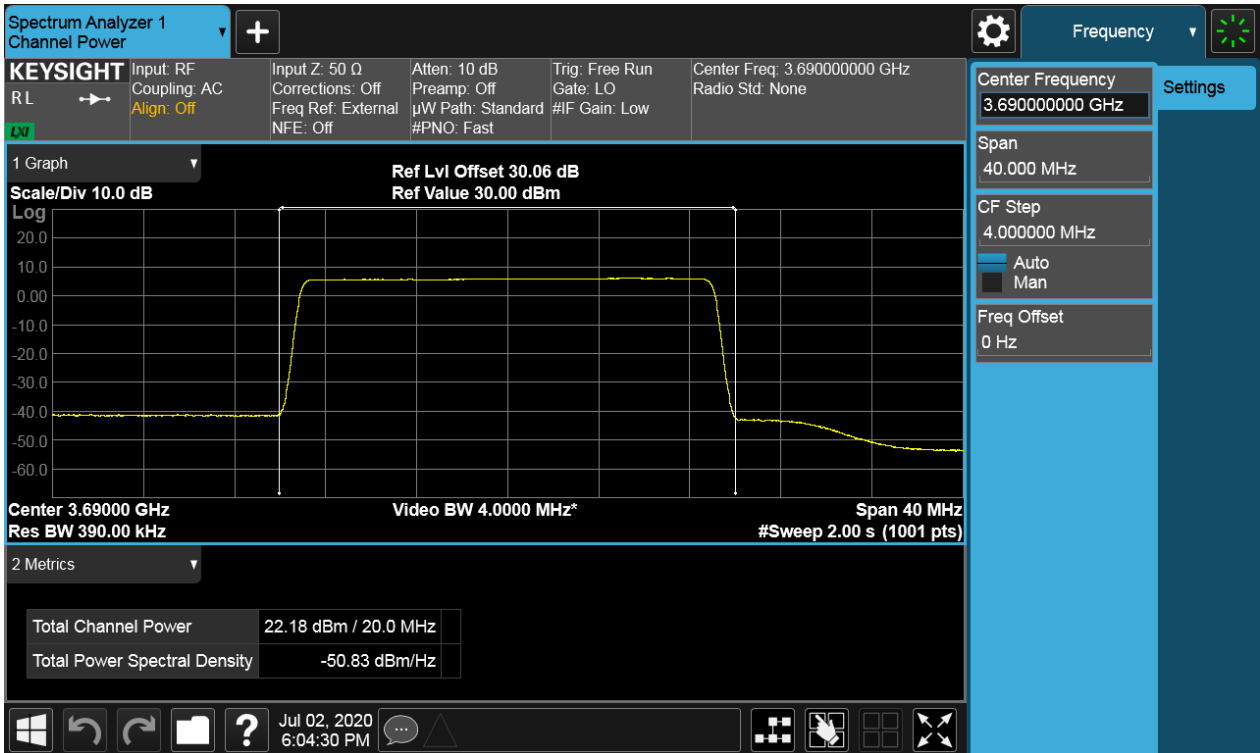 Spectrum Analyzer 1
Channel Power
+
Frequency
KEYSIGHT
RL
LXI
Input: RF
Coupling: AC
Align: Off
Input Z: 50 Ω
Corrections: Off
Freq Ref: External
NFE: Off
Atten: 10 dB
Preamp: Off
µW Path: Standard
#PNO: Fast
Trig: Free Run
Gate: LO
#IF Gain: Low
Center Freq: 3.690000000 GHz
Radio Std: None
Center Frequency
3.690000000 GHz
Settings
Span
40.000 MHz
CF Step
4.000000 MHz
Auto
Man
Freq Offset
0 Hz
1 Graph
Scale/Div 10.0 dB
Ref Lvl Offset 30.06 dB
Ref Value 30.00 dBm
Log
20.0
10.0
0.00
-10.0
-20.0
-30.0
-40.0
-50.0
-60.0
Center 3.69000 GHz
Video BW 4.0000 MHz*
Span 40 MHz
Res BW 390.00 kHz
#Sweep 2.00 s (1001 pts)
2 Metrics
Total Channel Power 22.18 dBm / 20.0 MHz
Total Power Spectral Density -50.83 dBm/Hz
?
Jul 02, 2020
6:04:30 PM